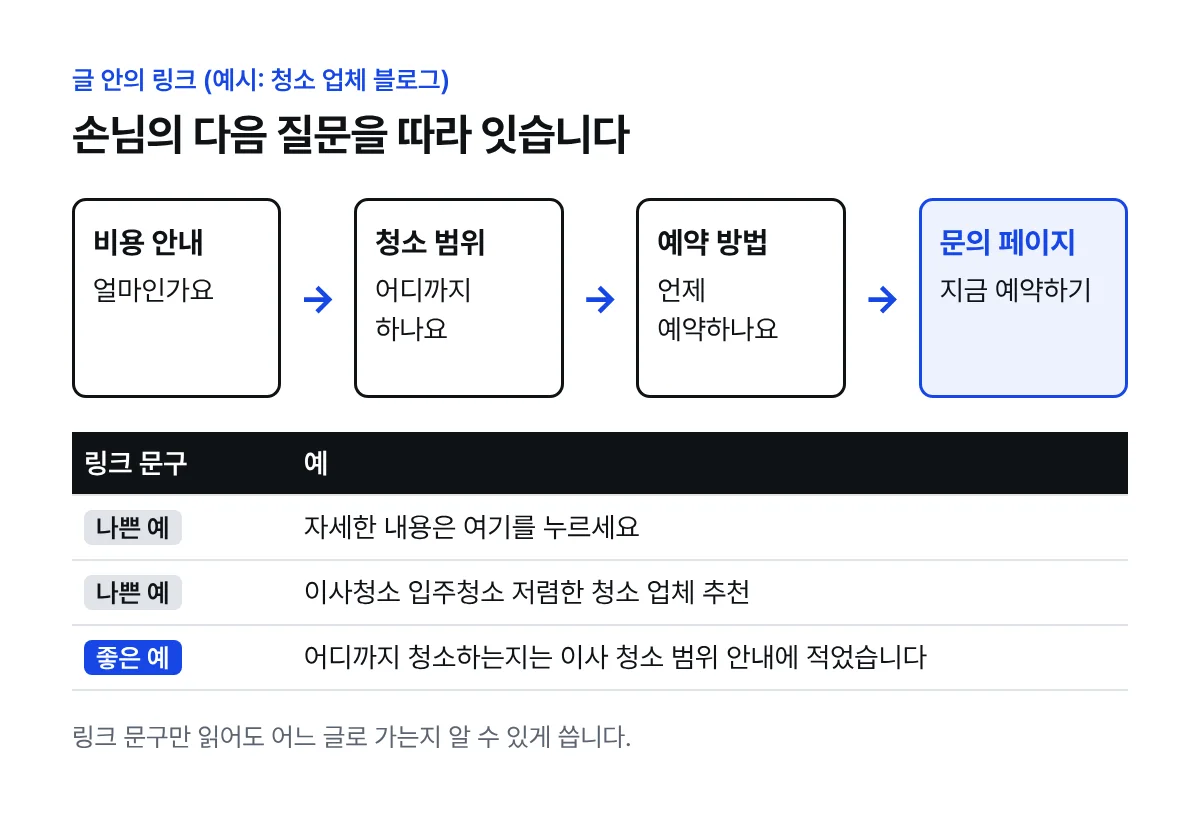 글 안의 링크 (예시: 청소 업체 블로그)
손님의 다음 질문을 따라 잇습니다
비용 안내
얼마인가요
→
청소 범위
어디까지
하나요
→
예약 방법
언제
예약하나요
→
문의 페이지
지금 예약하기
링크 문구 예
나쁜 예 자세한 내용은 여기를 누르세요
나쁜 예 이사청소 입주청소 저렴한 청소 업체 추천
좋은 예 어디까지 청소하는지는 이사 청소 범위 안내에 적었습니다
링크 문구만 읽어도 어느 글로 가는지 알 수 있게 씁니다.